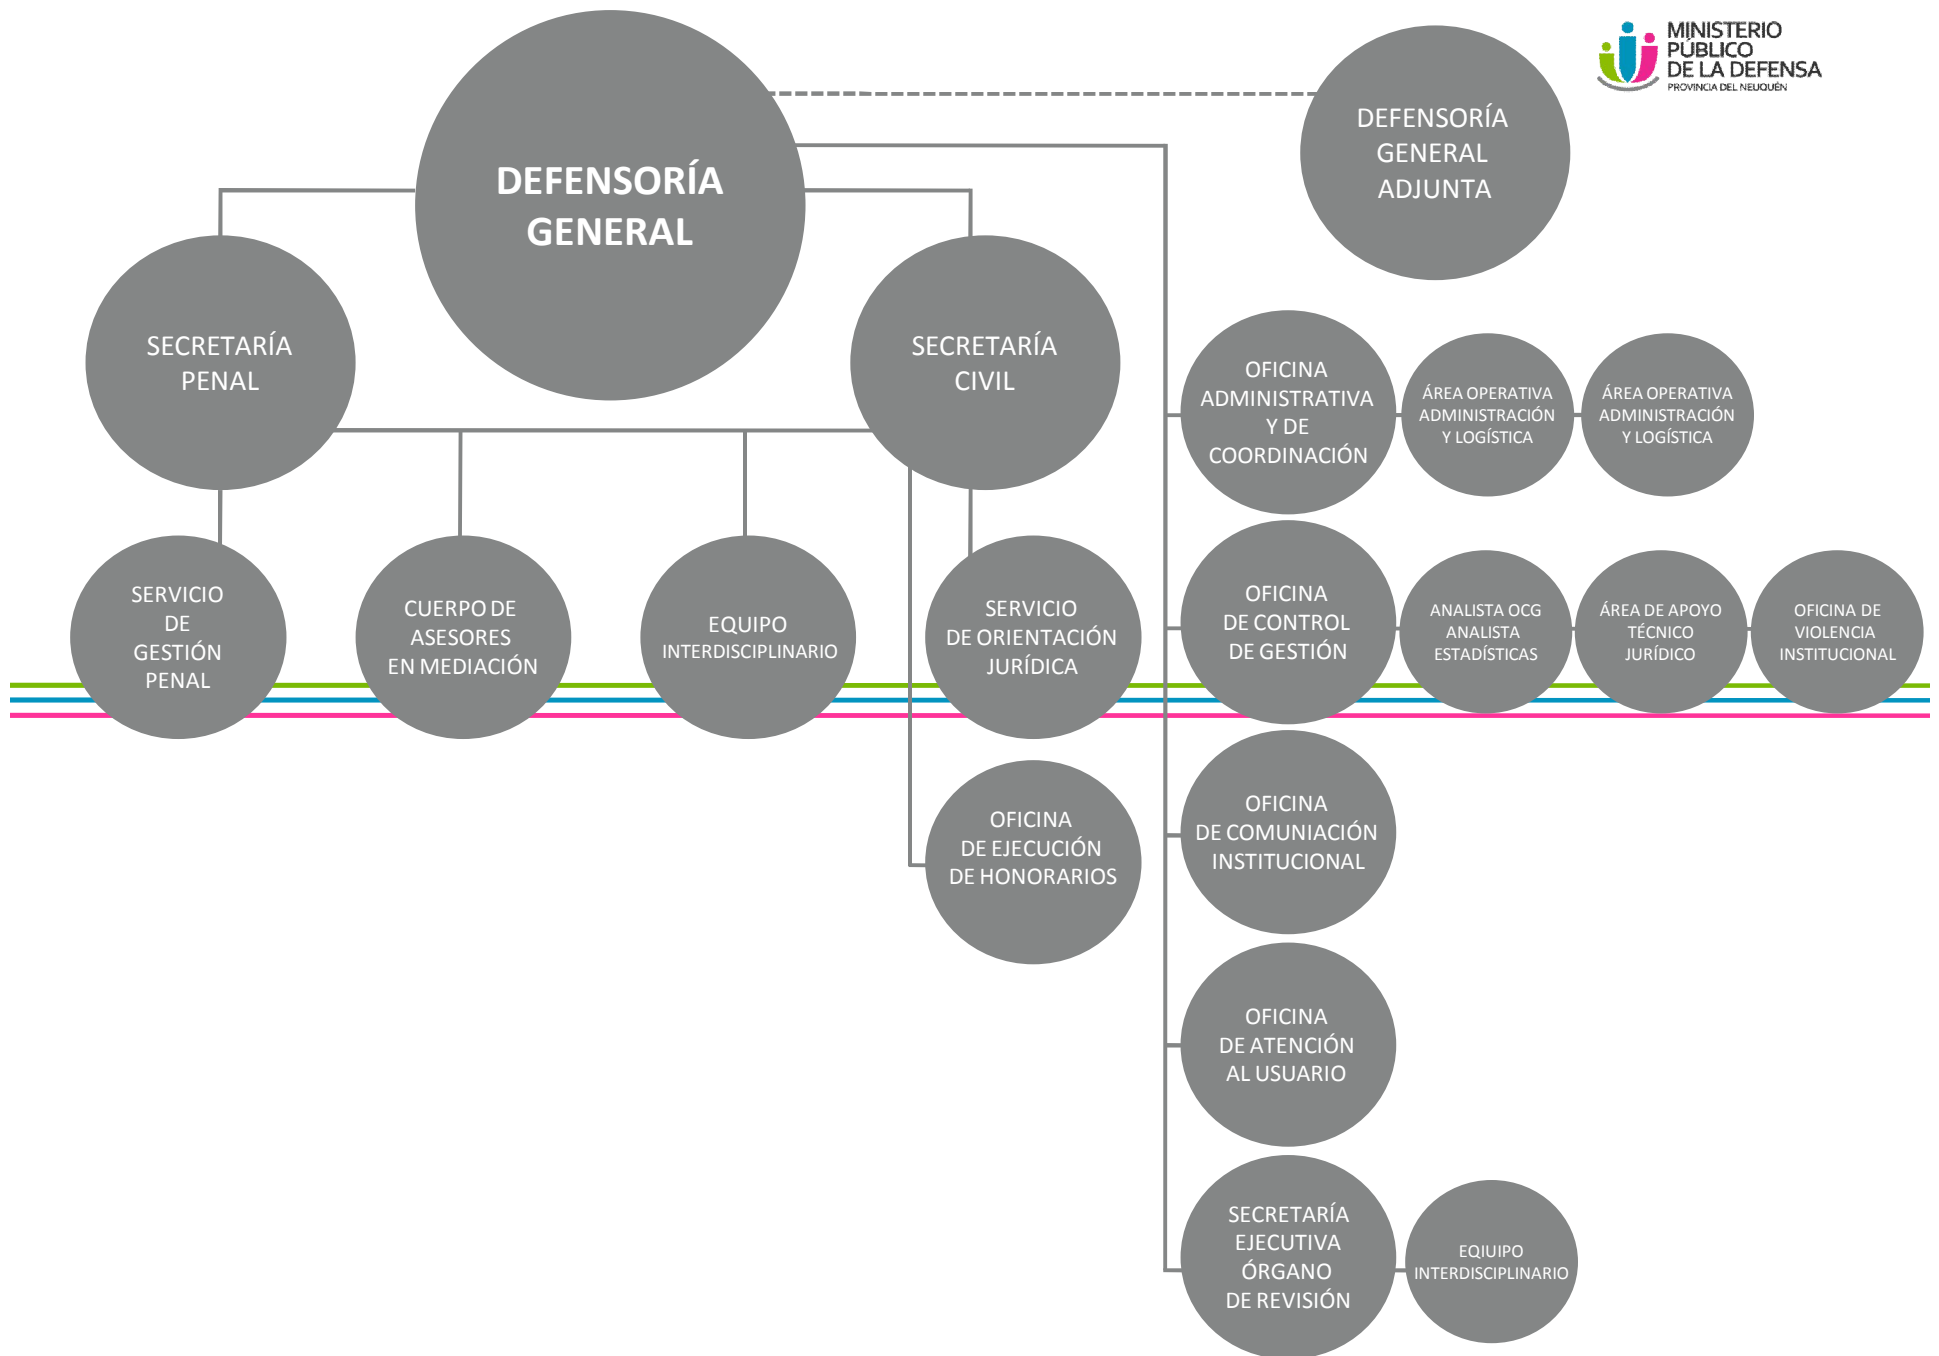 MINISTERIO
PÚBLICO
DE LA DEFENSA
PROVINCIA DEL NEUQUÉN
DEFENSORÍA
GENERAL
DEFENSORÍA
GENERAL
ADJUNTA
SECRETARÍA
PENAL
SECRETARÍA
CIVIL
OFICINA
ADMINISTRATIVA
Y DE
COORDINACIÓN
ÁREA OPERATIVA
ADMINISTRACIÓN
Y LOGÍSTICA
ÁREA OPERATIVA
ADMINISTRACIÓN
Y LOGÍSTICA
SERVICIO
DE
GESTIÓN
PENAL
CUERPO DE
ASESORES
EN MEDIACIÓN
EQUIPO
INTERDISCIPLINARIO
SERVICIO
DE ORIENTACIÓN
JURÍDICA
OFICINA
DE CONTROL
DE GESTIÓN
ANALISTA OCG
ANALISTA
ESTADÍSTICAS
ÁREA DE APOYO
TÉCNICO
JURÍDICO
OFICINA DE
VIOLENCIA
INSTITUCIONAL
OFICINA
DE EJECUCIÓN
DE HONORARIOS
OFICINA
DE COMUNIACIÓN
INSTITUCIONAL
OFICINA
DE ATENCIÓN
AL USUARIO
SECRETARÍA
EJECUTIVA
ÓRGANO
DE REVISIÓN
EQIUIPO
INTERDISCIPLINARIO